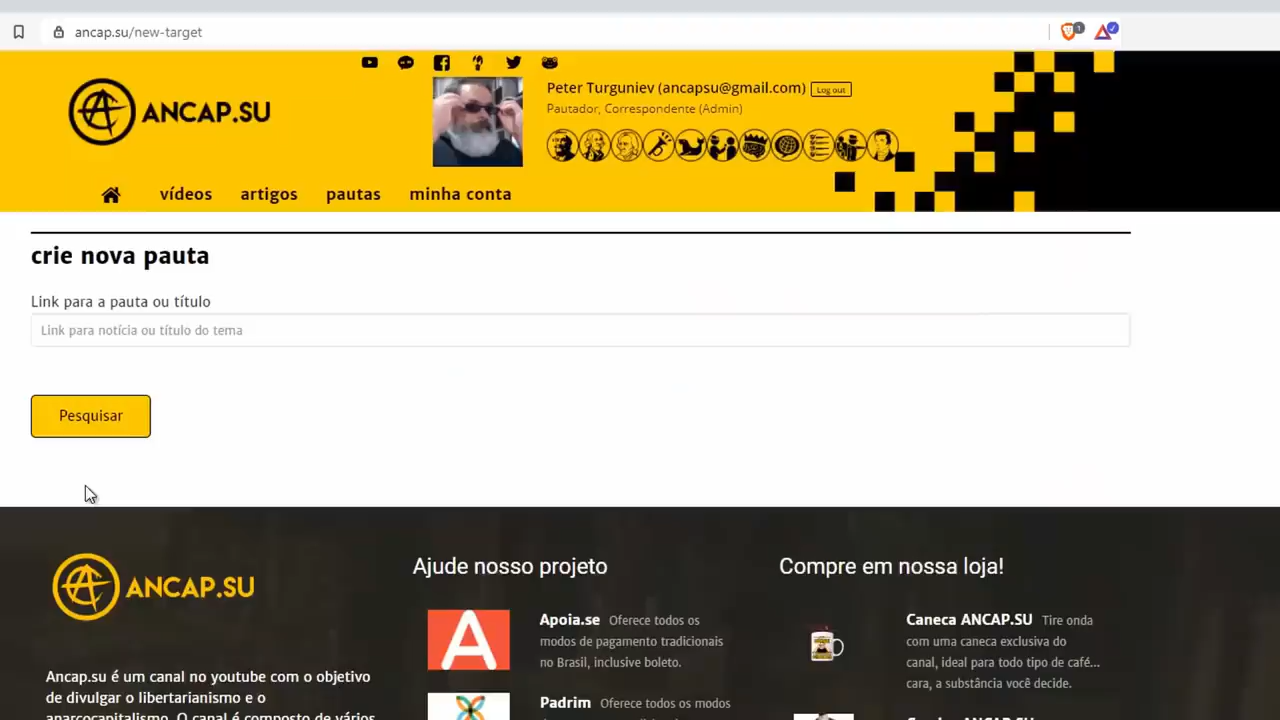 ancap.su/new-target
ANCAP.SU
Peter Turguniev (ancapsu@gmail.com) Log out
Pautador, Correspondente (Admin)
vídeos artigos pautas minha conta
crie nova pauta
Link para a pauta ou título
Link para notícia ou título do tema
Pesquisar
ANCAP.SU
Ancap.su é um canal no youtube com o objetivo
de divulgar o libertarianismo e o
anarcocapitalismo. O canal é composto de vários
Ajude nosso projeto
Apoia.se Oferece todos os
modos de pagamento tradicionais
no Brasil, inclusive boleto.
Padrim Oferece todos os modos
Compre em nossa loja!
Caneca ANCAP.SU Tire onda
com uma caneca exclusiva do
canal, ideal para todo tipo de café...
cara, a substância você decide.